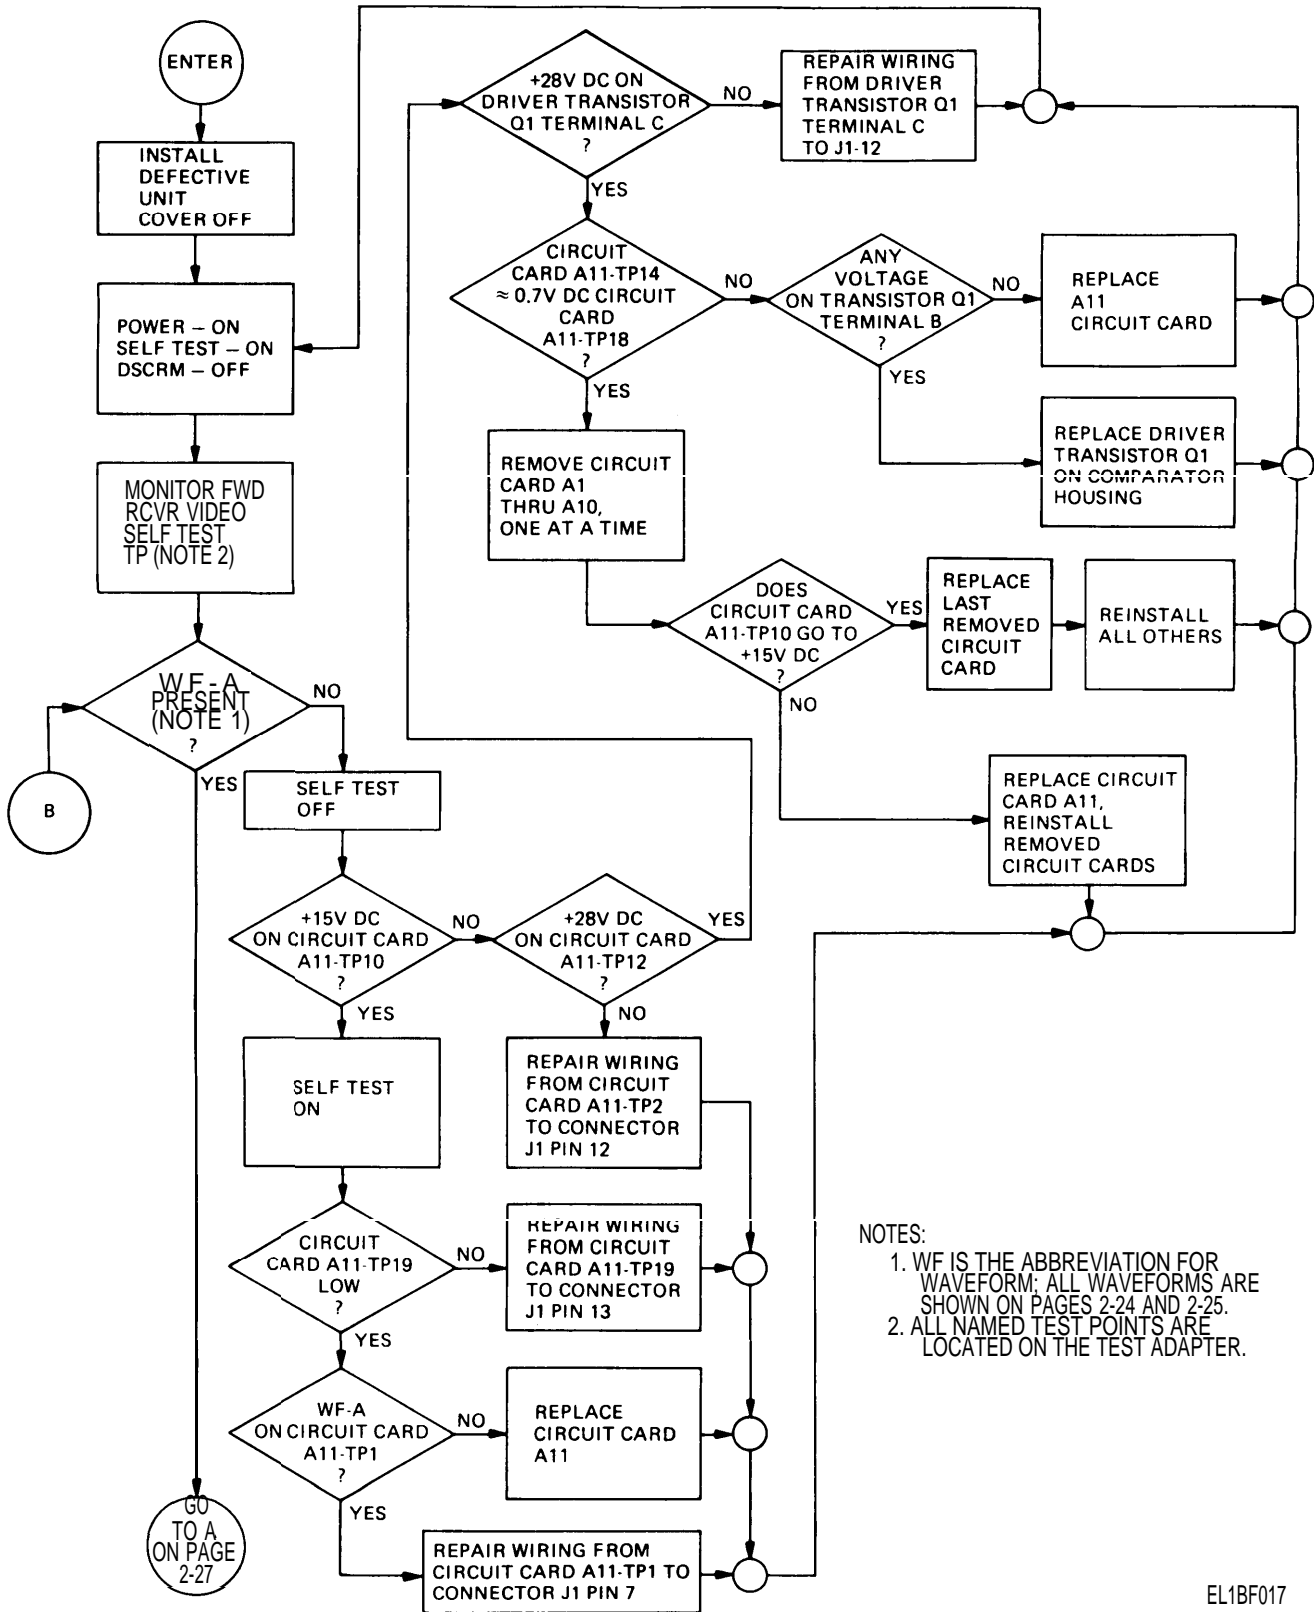 ENTER
INSTALL
DEFECTIVE
UNIT
COVER OFF
POWER – ON
SELF TEST – ON
DSCRM – OFF
MONITOR FWD
RCVR VIDEO
SELF TEST
TP (NOTE 2)
WF-A
PRESENT
(NOTE 1)
?
NO
YES
B
GO
TO A
ON PAGE
2-27
SELF TEST
OFF
+15V DC
ON CIRCUIT CARD
A11-TP10
?
NO
YES
+28V DC
ON CIRCUIT CARD
A11-TP12
?
YES
NO
SELF TEST
ON
REPAIR WIRING
FROM CIRCUIT
CARD A11-TP2
TO CONNECTOR
J1 PIN 12
CIRCUIT
CARD A11-TP19
LOW
?
NO
YES
REPAIR WIRING
FROM CIRCUIT
CARD A11-TP19
TO CONNECTOR
J1 PIN 13
WF-A
ON CIRCUIT CARD
A11-TP1
?
NO
YES
REPLACE
CIRCUIT CARD
A11
REPAIR WIRING FROM
CIRCUIT CARD A11-TP1 TO
CONNECTOR J1 PIN 7
+28V DC ON
DRIVER TRANSISTOR
Q1 TERMINAL C
?
NO
YES
REPAIR WIRING
FROM DRIVER
TRANSISTOR Q1
TERMINAL C
TO J1-12
CIRCUIT
CARD A11-TP14
≈ 0.7V DC CIRCUIT
CARD
A11-TP18
?
NO
YES
ANY
VOLTAGE
ON TRANSISTOR Q1
TERMINAL B
?
NO
YES
REPLACE
A11
CIRCUIT CARD
REPLACE DRIVER
TRANSISTOR Q1
ON COMPARATOR
HOUSING
REMOVE CIRCUIT
CARD A1
THRU A10,
ONE AT A TIME
DOES
CIRCUIT CARD
A11-TP10 GO TO
+15V DC
?
YES
NO
REPLACE
LAST
REMOVED
CIRCUIT
CARD
REINSTALL
ALL OTHERS
REPLACE CIRCUIT
CARD A11,
REINSTALL
REMOVED
CIRCUIT CARDS
NOTES:
1. WF IS THE ABBREVIATION FOR
WAVEFORM; ALL WAVEFORMS ARE
SHOWN ON PAGES 2-24 AND 2-25.
2. ALL NAMED TEST POINTS ARE
LOCATED ON THE TEST ADAPTER.
EL1BF017